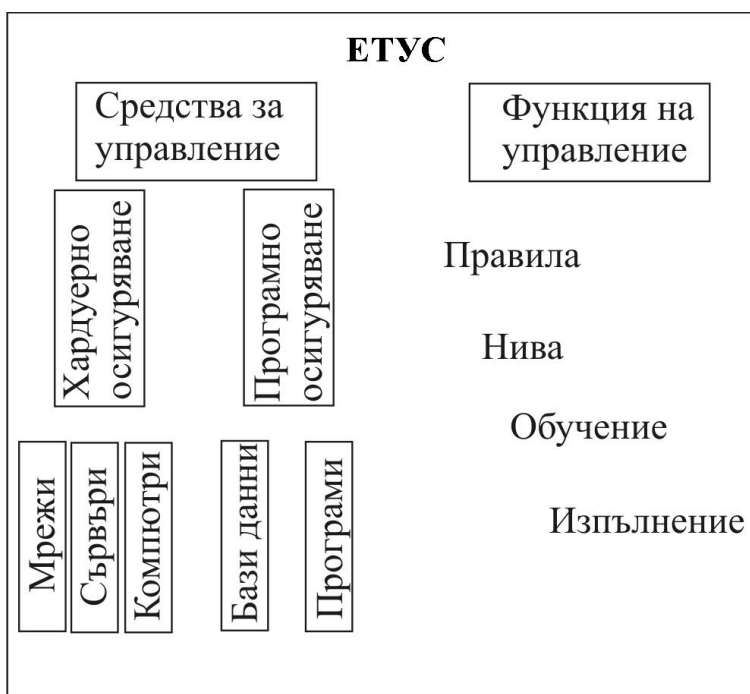 ЕТУС
Средства за
управление
Функция на
управление
Хардуерно
осигуряване
Програмно
осигуряване
Правила
Нива
Обучение
Изпълнение
Мрежи
Сървъри
Компютри
Бази данни
Програми